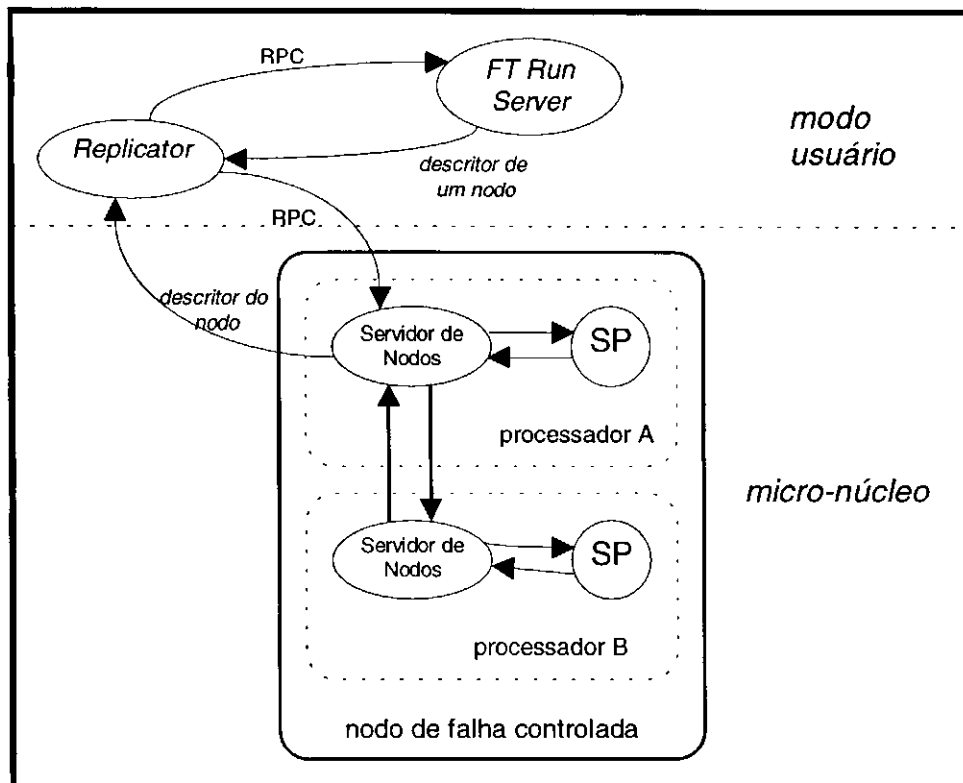 RPC
FT Run
Server
Replicator
modo
usuário
descritor de
um nodo
RPC
descritor do
nodo
Servidor de
Nodos
SP
processador A
micro-núcleo
Servidor de
Nodos
SP
processador B
nodo de falha controlada